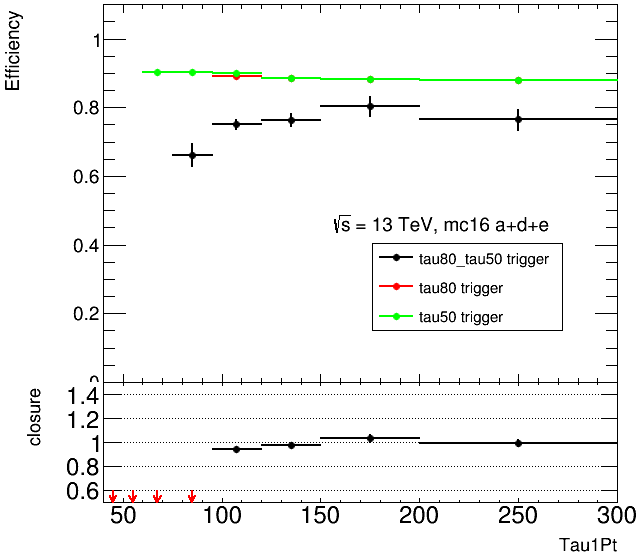 Efficiency
1
0.8
0.6
0.4
0.2
0
√s = 13 TeV, mc16 a+d+e
tau80_tau50 trigger
tau80 trigger
tau50 trigger
closure
1.4
1.2
1
0.8
0.6
50 100 150 200 250 300
Tau1Pt